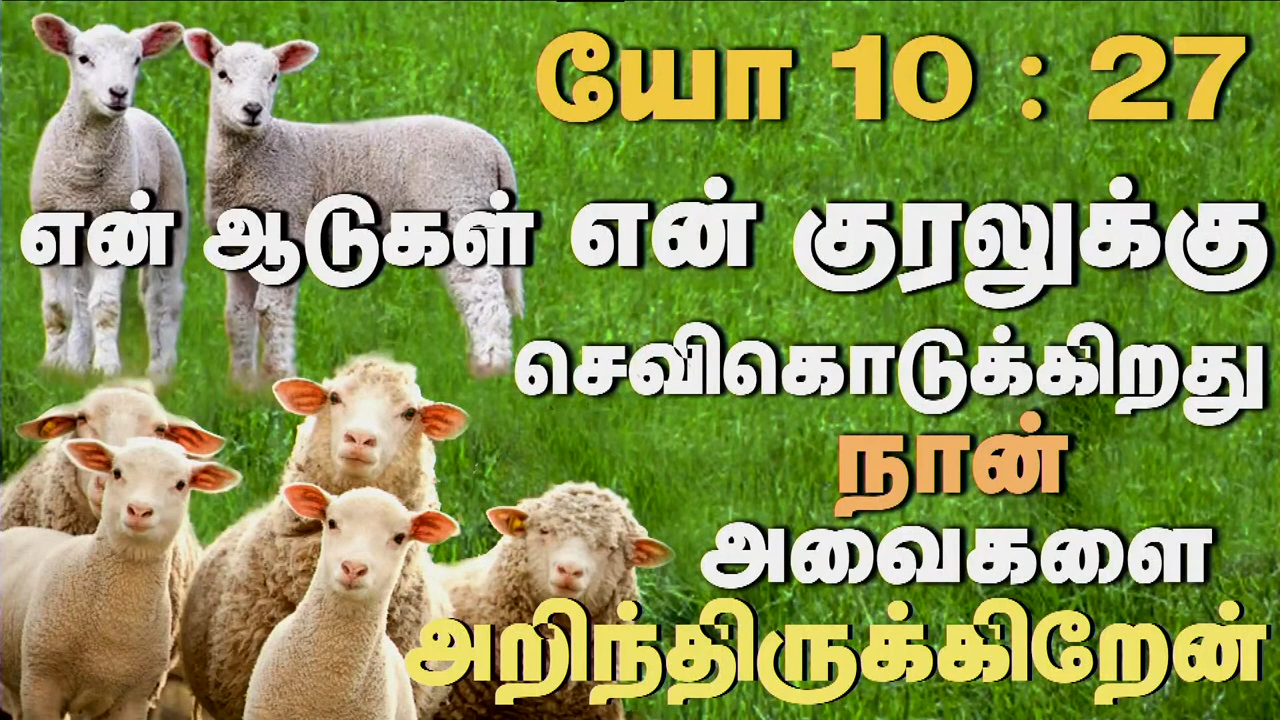 யோ 10 : 27
என் ஆடுகள் என் குரலுக்கு
செவிகொடுக்கிறது
நான்
அவைகளை
அறிந்திருக்கிறேன்